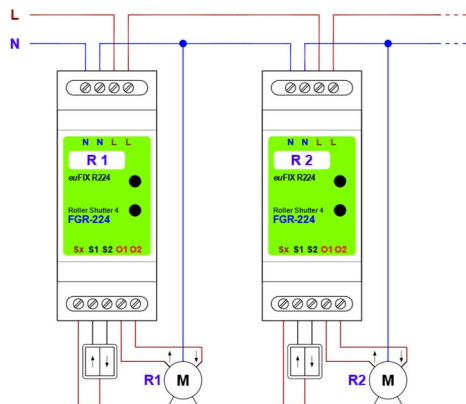 L
N
N N L L
R 1
euFIX R224
Roller Shutter 4
FGR-224
Sx S1 S2 O1 O2
R1
M
N N L L
R 2
euFIX R224
Roller Shutter 4
FGR-224
Sx S1 S2 O1 O2
R2
M